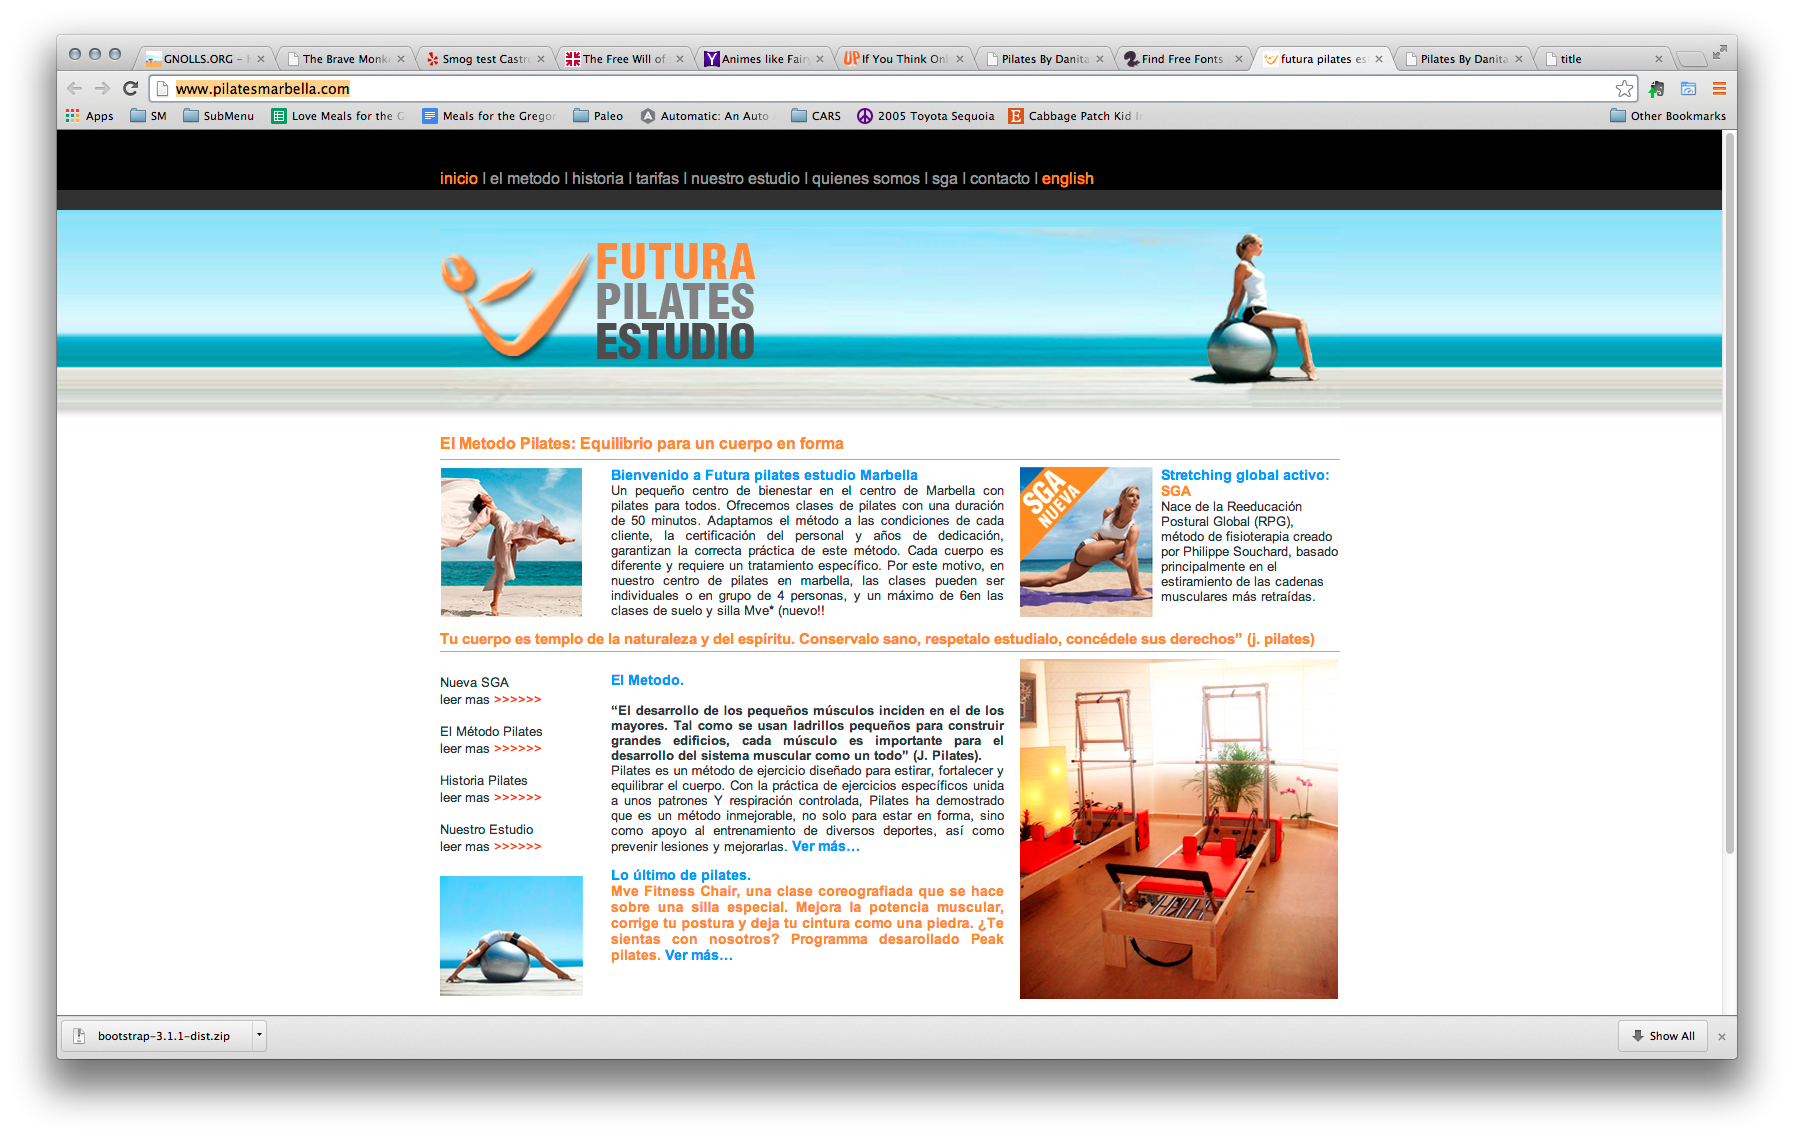 GNOLLS.ORG –
The Brave Monk
Smog test Castr
The Free Will of
Animes like Fair
UP If You Think Onl
Pilates By Danita
Find Free Fonts
futura pilates es
Pilates By Danita
title
www.pilatesmarbella.com
Apps SM SubMenu Love Meals for the G Meals for the Gregor Paleo Automatic: An Auto CARS 2005 Toyota Sequoia Cabbage Patch Kid Other Bookmarks
inicio | el metodo | historia | tarifas | nuestro estudio | quienes somos | sga | contacto | english
FUTURA
PILATES
ESTUDIO
El Metodo Pilates: Equilibrio para un cuerpo en forma
Bienvenido a Futura pilates estudio Marbella
Un pequeño centro de bienestar en el centro de Marbella con
pilates para todos. Ofrecemos clases de pilates con una duración
de 50 minutos. Adaptamos el método a las condiciones de cada
cliente, la certificación del personal y años de dedicación,
garantizan la correcta práctica de este método. Cada cuerpo es
diferente y requiere un tratamiento específico. Por este motivo, en
nuestro centro de pilates en marbella, las clases pueden ser
individuales o en grupo de 4 personas, y un máximo de 6en las
clases de suelo y silla Mve* (nuevo!!
SGA
NUEVA
Stretching global activo:
SGA
Nace de la Reeducación
Postural Global (RPG),
método de fisioterapia creado
por Philippe Souchard, basado
principalmente en el
estiramiento de las cadenas
musculares más retraídas.
Tu cuerpo es templo de la naturaleza y del espíritu. Conservalo sano, respetalo estudialo, concédele sus derechos” (j. pilates)
Nueva SGA
leer mas >>>>>>
El Método Pilates
leer mas >>>>>>
Historia Pilates
leer mas >>>>>>
Nuestro Estudio
leer mas >>>>>>
El Metodo.
“El desarrollo de los pequeños músculos inciden en el de los
mayores. Tal como se usan ladrillos pequeños para construir
grandes edificios, cada músculo es importante para el
desarrollo del sistema muscular como un todo” (J. Pilates).
Pilates es un método de ejercicio diseñado para estirar, fortalecer y
equilibrar el cuerpo. Con la práctica de ejercicios específicos unida
a unos patrones Y respiración controlada, Pilates ha demostrado
que es un método inmejorable, no solo para estar en forma, sino
como apoyo al entrenamiento de diversos deportes, así como
prevenir lesiones y mejorarlas. Ver más...
Lo último de pilates.
Mve Fitness Chair, una clase coreografiada que se hace
sobre una silla especial. Mejora la potencia muscular,
corrige tu postura y deja tu cintura como una piedra. ¿Te
sientas con nosotros? Programa desarollado Peak
pilates. Ver más...
bootstrap-3.1.1-dist.zip
Show All